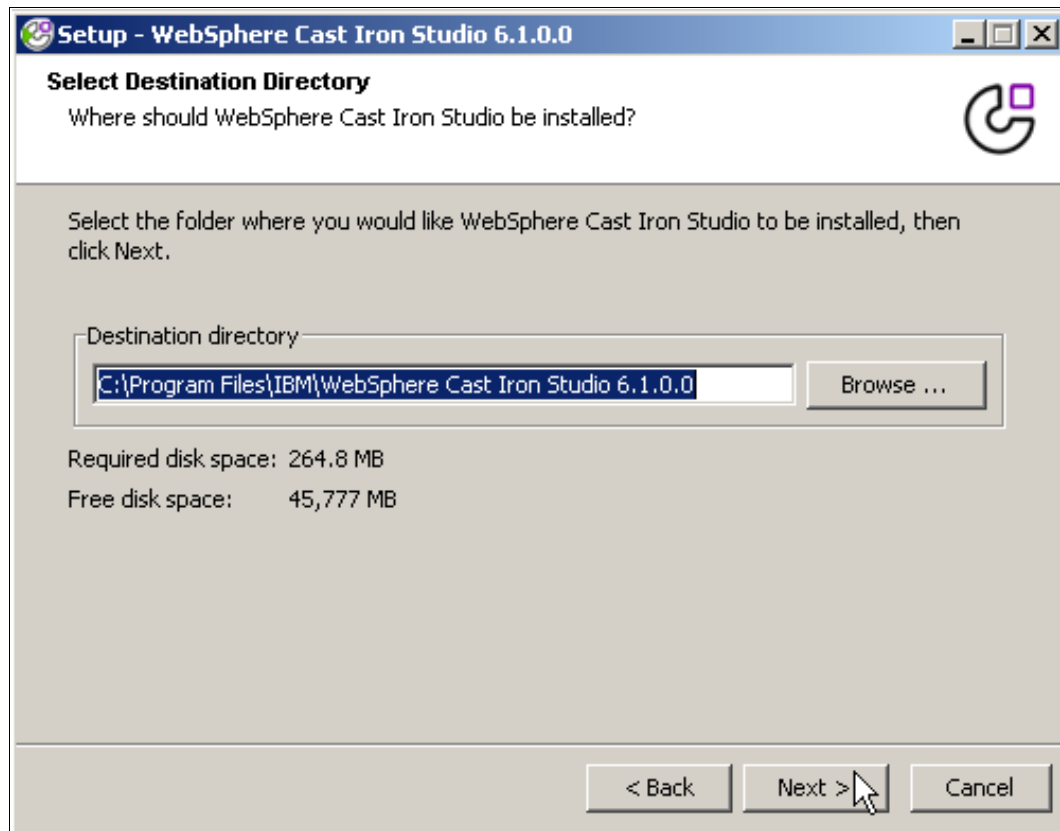 Setup - WebSphere Cast Iron Studio 6.1.0.0
Select Destination Directory
Where should WebSphere Cast Iron Studio be installed?
Select the folder where you would like WebSphere Cast Iron Studio to be installed, then
click Next.
Destination directory
C:\Program Files\IBM\WebSphere Cast Iron Studio 6.1.0.0
Browse ...
Required disk space: 264.8 MB
Free disk space: 45,777 MB
< Back Next > Cancel